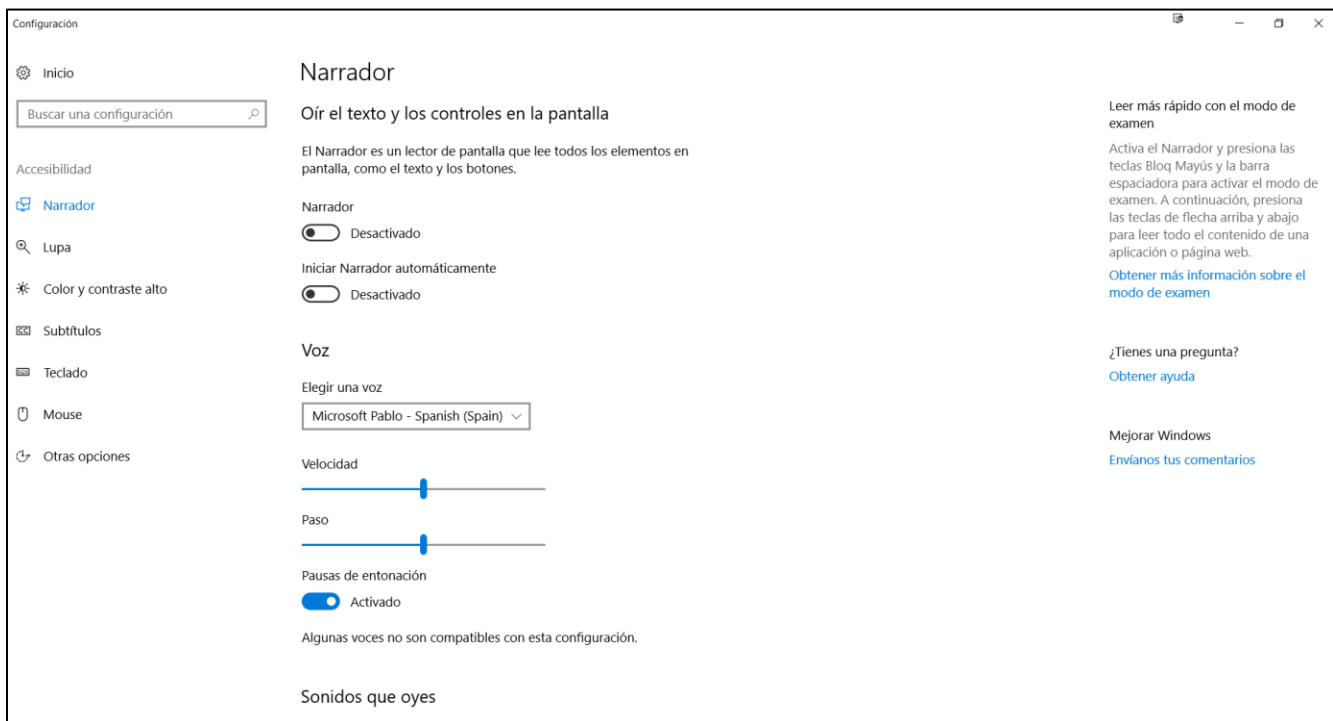 Configuración
Inicio
Buscar una configuración
Accesibilidad
Narrador
Lupa
Color y contraste alto
Subtítulos
Teclado
Mouse
Otras opciones
Narrador
Oír el texto y los controles en la pantalla
El Narrador es un lector de pantalla que lee todos los elementos en
pantalla, como el texto y los botones.
Narrador
Desactivado
Iniciar Narrador automáticamente
Desactivado
Voz
Elegir una voz
Microsoft Pablo - Spanish (Spain)
Velocidad
Paso
Pausas de entonación
Activado
Algunas voces no son compatibles con esta configuración.
Sonidos que oyes
Leer más rápido con el modo de
examen
Activa el Narrador y presiona las
teclas Bloq Mayús y la barra
espaciadora para activar el modo de
examen. A continuación, presiona
las teclas de flecha arriba y abajo
para leer todo el contenido de una
aplicación o página web.
Obtener más información sobre el
modo de examen
¿Tienes una pregunta?
Obtener ayuda
Mejorar Windows
Envíanos tus comentarios